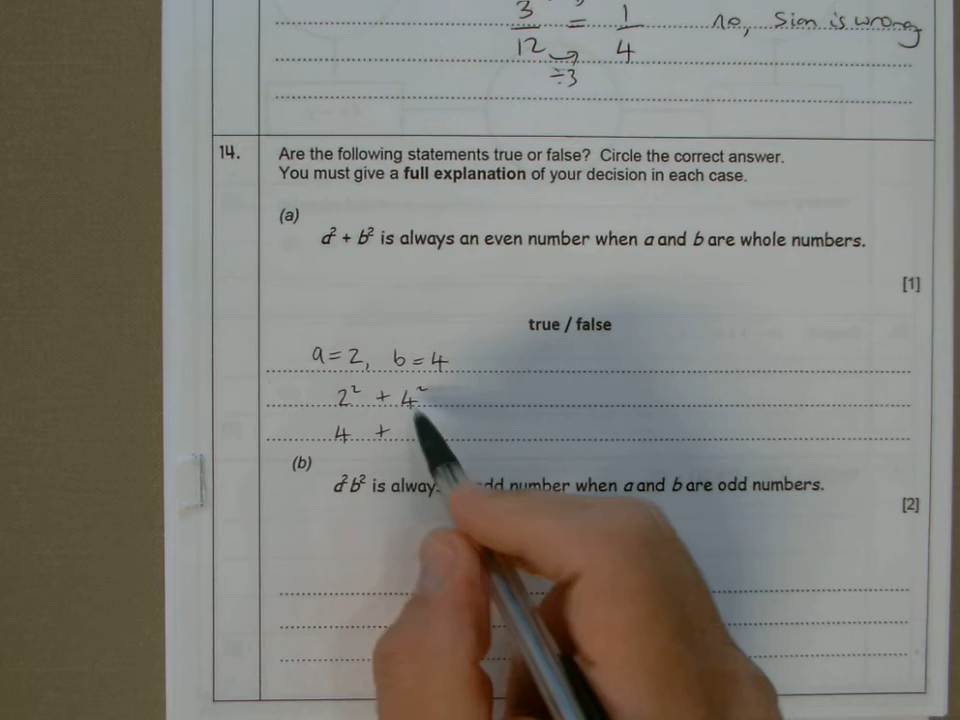 3/12 = 1/4 no, sign is wrong
÷3
14. Are the following statements true or false? Circle the correct answer.
You must give a full explanation of your decision in each case.
(a)
a² + b² is always an even number when a and b are whole numbers.
[1]
true / false
a = 2, b = 4
2² + 4²
4 +
(b)
a²b² is always odd number when a and b are odd numbers.
[2]